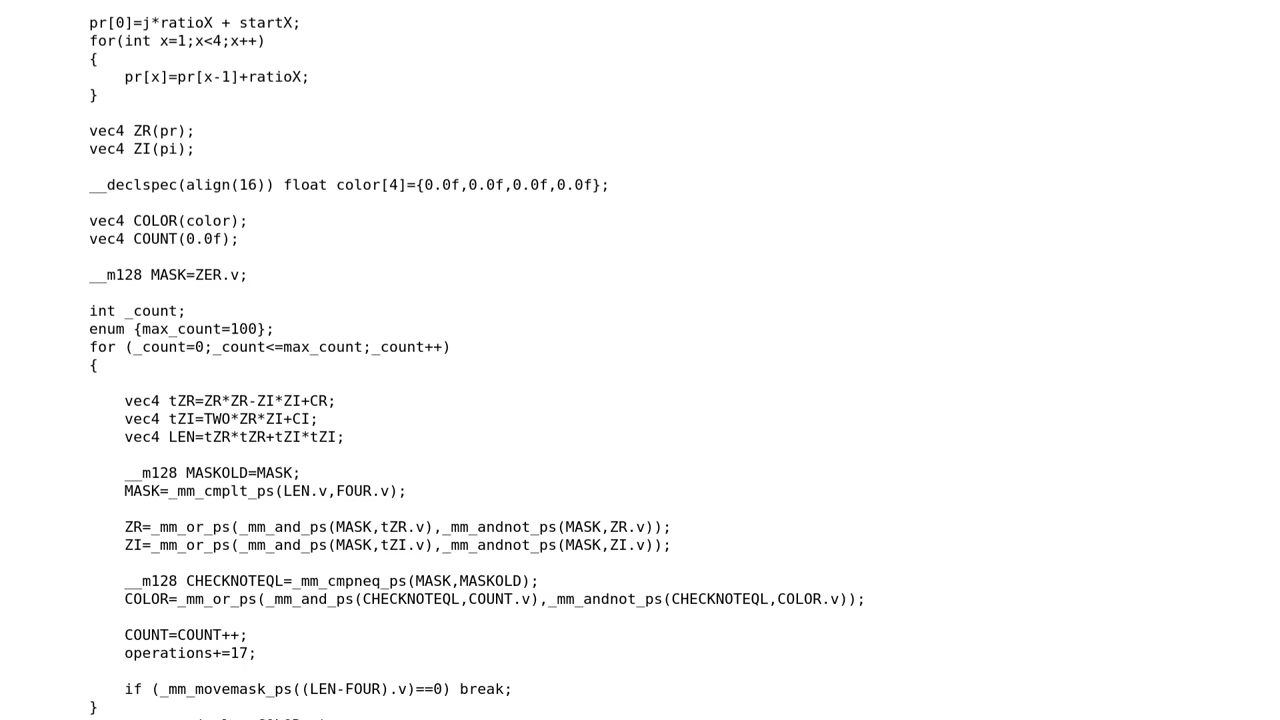 pr[0]=j*ratioX + startX;
for(int x=1;x<4;x++)
{
    pr[x]=pr[x-1]+ratioX;
}

vec4 ZR(pr);
vec4 ZI(pi);

__declspec(align(16)) float color[4]={0.0f,0.0f,0.0f,0.0f};

vec4 COLOR(color);
vec4 COUNT(0.0f);

__m128 MASK=ZER.v;

int _count;
enum {max_count=100};
for (_count=0;_count<=max_count;_count++)
{

    vec4 tZR=ZR*ZR-ZI*ZI+CR;
    vec4 tZI=TWO*ZR*ZI+CI;
    vec4 LEN=tZR*tZR+tZI*tZI;

    __m128 MASKOLD=MASK;
    MASK=_mm_cmplt_ps(LEN.v,FOUR.v);

    ZR=_mm_or_ps(_mm_and_ps(MASK,tZR.v),_mm_andnot_ps(MASK,ZR.v));
    ZI=_mm_or_ps(_mm_and_ps(MASK,tZI.v),_mm_andnot_ps(MASK,ZI.v));

    __m128 CHECKNOTEQL=_mm_cmpneq_ps(MASK,MASKOLD);
    COLOR=_mm_or_ps(_mm_and_ps(CHECKNOTEQL,COUNT.v),_mm_andnot_ps(CHECKNOTEQL,COLOR.v));

    COUNT=COUNT++;
    operations+=17;

    if (_mm_movemask_ps((LEN-FOUR).v)==0) break;
}